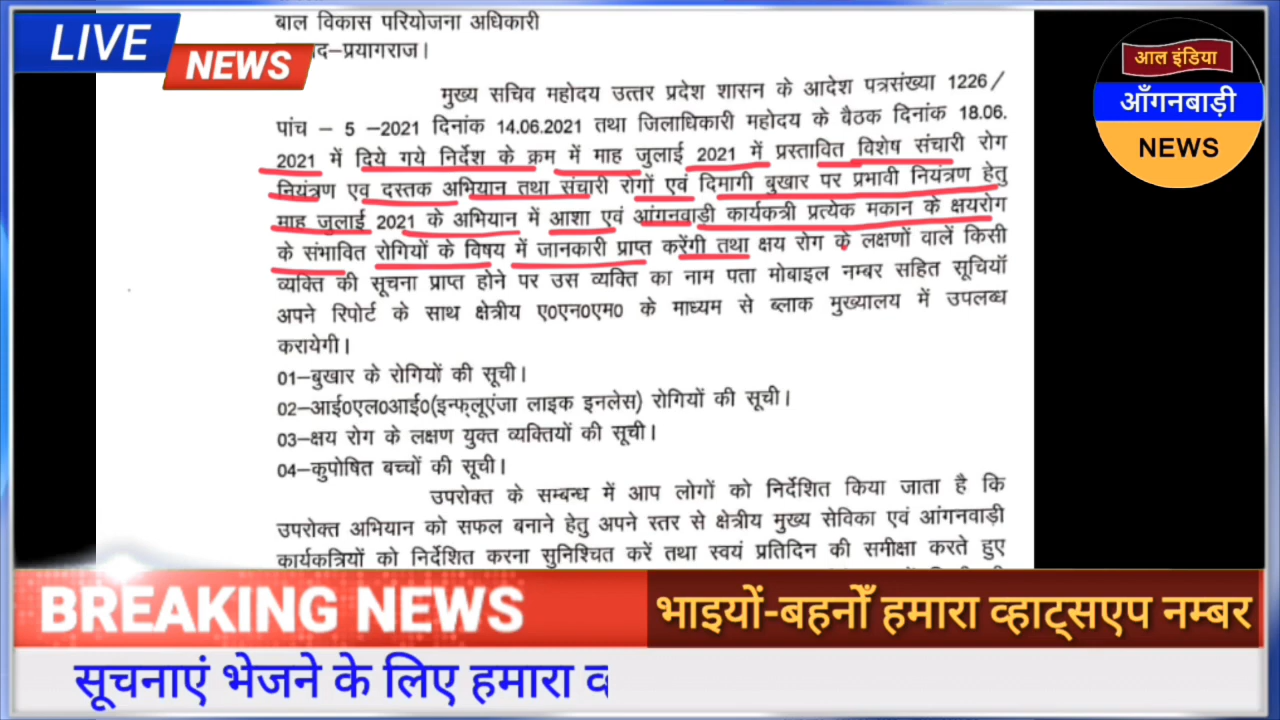 बाल विकास परियोजना अधिकारी
द–प्रयागराज।
LIVE
NEWS
आल इंडिया
आँगनबाड़ी
NEWS
मुख्य सचिव महोदय उत्तर प्रदेश शासन के आदेश पत्रसंख्या 1226/
पांच – 5 –2021 दिनांक 14.06.2021 तथा जिलाधिकारी महोदय के बैठक दिनांक 18.06.
2021 में दिये गये निर्देश के क्रम में माह जुलाई 2021 में प्रस्तावित विशेष संचारी रोग
नियंत्रण एव दस्तक अभियान तथा संचारी रोगों एवं दिमागी बुखार पर प्रभावी नियंत्रण हेतु
माह जुलाई 2021 के अभियान में आशा एवं आंगनवाड़ी कार्यकत्री प्रत्येक मकान के क्षयरोग
के संभावित रोगियों के विषय में जानकारी प्राप्त करेंगी तथा क्षय रोग के लक्षणों वालें किसी
व्यक्ति की सूचना प्राप्त होने पर उस व्यक्ति का नाम पता मोबाइल नम्बर सहित सूचियॉ
अपने रिपोर्ट के साथ क्षेत्रीय ए0एन0एम0 के माध्यम से ब्लाक मुख्यालय में उपलब्ध
करायेगी।
01–बुखार के रोगियों की सूची।
02–आई0एल0आई0(इन्फ्लूएंजा लाइक इनलेस) रोगियों की सूची।
03–क्षय रोग के लक्षण युक्त व्यक्तियों की सूची।
04–कुपोषित बच्चों की सूची।
उपरोक्त के सम्बन्ध में आप लोगों को निर्देशित किया जाता है कि
उपरोक्त अभियान को सफल बनाने हेतु अपने स्तर से क्षेत्रीय मुख्य सेविका एवं आंगनवाड़ी
कार्यकत्रियों को निर्देशित करना सुनिश्चित करें तथा स्वयं प्रतिदिन की समीक्षा करते हुए
BREAKING NEWS
भाइयों-बहनोँ हमारा व्हाट्सएप नम्बर
सूचनाएं भेजने के लिए हमारा